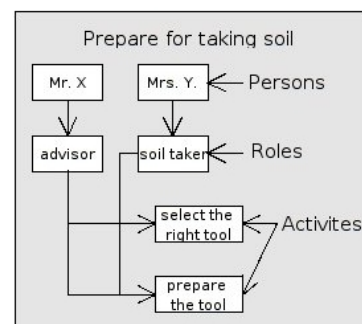 Prepare for taking soil
Mr. X
Mrs. Y.
Persons
advisor
soil taker
Roles
select the
right tool
Activites
prepare
the tool